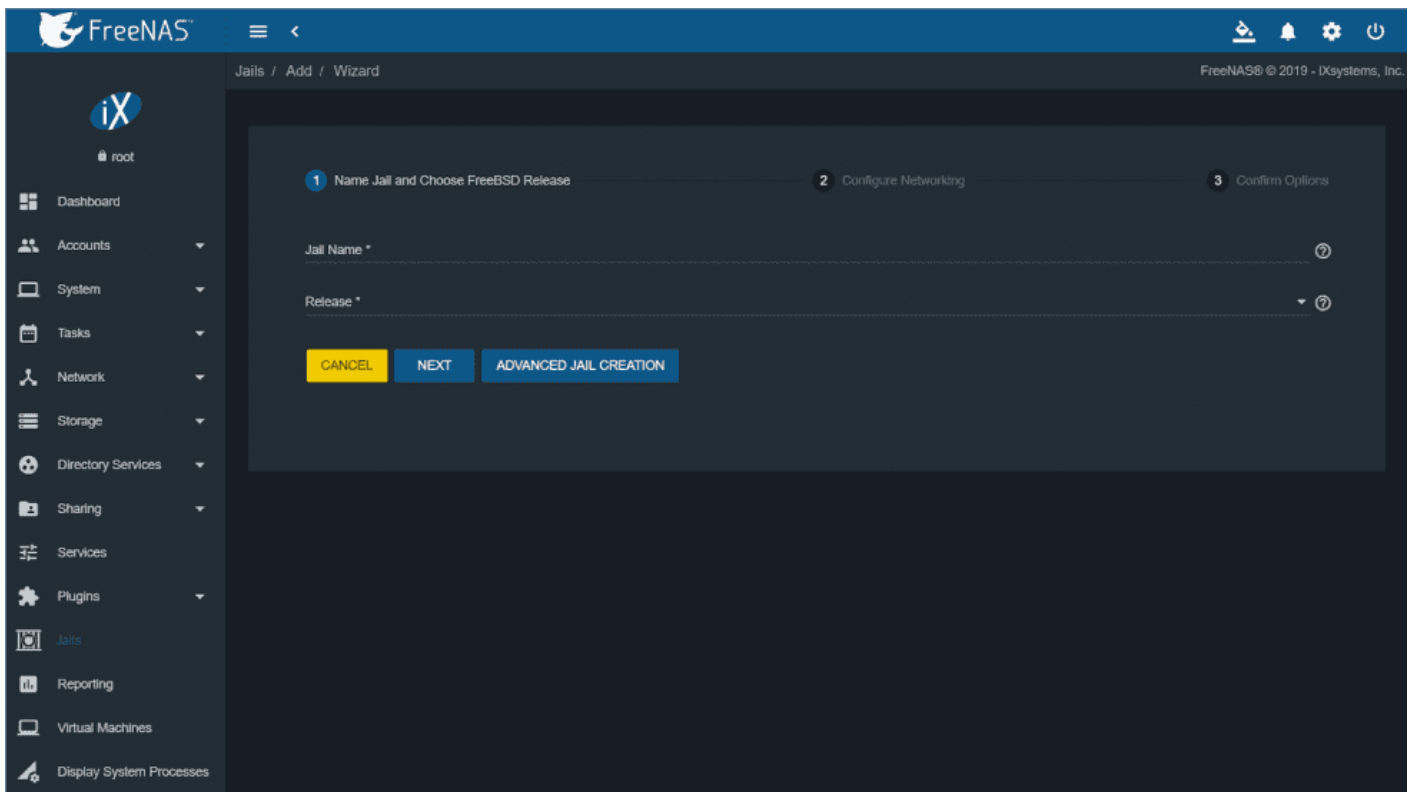 FreeNAS™
Jails / Add / Wizard
FreeNAS® © 2019 - iXsystems, Inc.
iX
root
Dashboard
Accounts
System
Tasks
Network
Storage
Directory Services
Sharing
Services
Plugins
Jails
Reporting
Virtual Machines
Display System Processes
1 Name Jail and Choose FreeBSD Release
2 Configure Networking
3 Confirm Options
Jail Name *
Release *
CANCEL NEXT ADVANCED JAIL CREATION